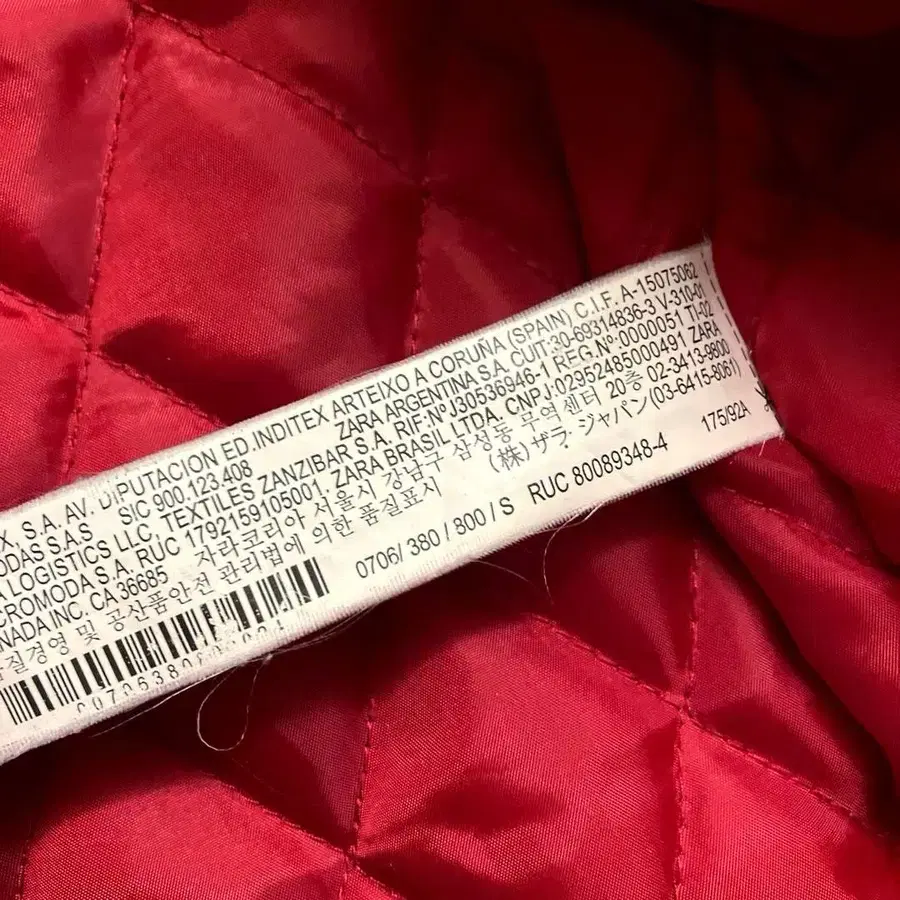 X, S.A. AV. DIPUTACION ED.INDITEX ARTEIXO A CORUÑA (SPAIN) C.I.F. A-15075062
ODAS S.A.S. SIC 900.123.408 ZARA ARGENTINA S.A. CUIT:30-69314836-3 V-310-01
A LOGISTICS LLC, TEXTILES ZANZIBAR S.A. RIF-Nº J30536946-1 REG.Nº:0000051 TI-02
CROMODA S.A. RUC 1792159105001 ZARA BRASIL LTDA. CNPJ:02952485000491 ZARA
NADA INC. CA 36685 자라코리아 서울시 강남구 삼성동 무역센터 20층 02-3413-9800
품질경영 및 공산품안전 관리법에 의한 품질표시 (株)ザラ・ジャパン(03-6415-8061)
0706/ 380 / 800 / S RUC 80089348-4 175/92A